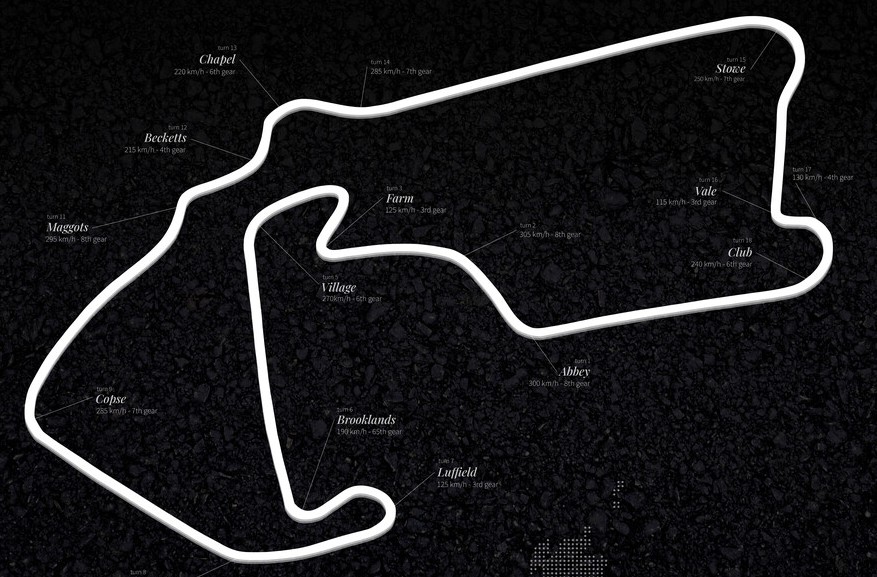 turn 13
Chapel
220 km/h - 6th gear
turn 14
285 km/h - 7th gear
turn 15
Stowe
250 km/h - 7th gear
turn 12
Becketts
215 km/h - 4th gear
turn 17
130 km/h - 4th gear
turn 16
Vale
115 km/h - 3rd gear
turn 3
Farm
125 km/h - 3rd gear
turn 11
Maggots
295 km/h - 8th gear
turn 2
305 km/h - 8th gear
turn 18
Club
240 km/h - 6th gear
turn 5
Village
270km/h - 6th gear
turn 1
Abbey
300 km/h - 8th gear
turn 9
Copse
285 km/h - 7th gear
turn 6
Brooklands
190 km/h - 65th gear
turn 7
Luffield
125 km/h - 3rd gear
turn 8